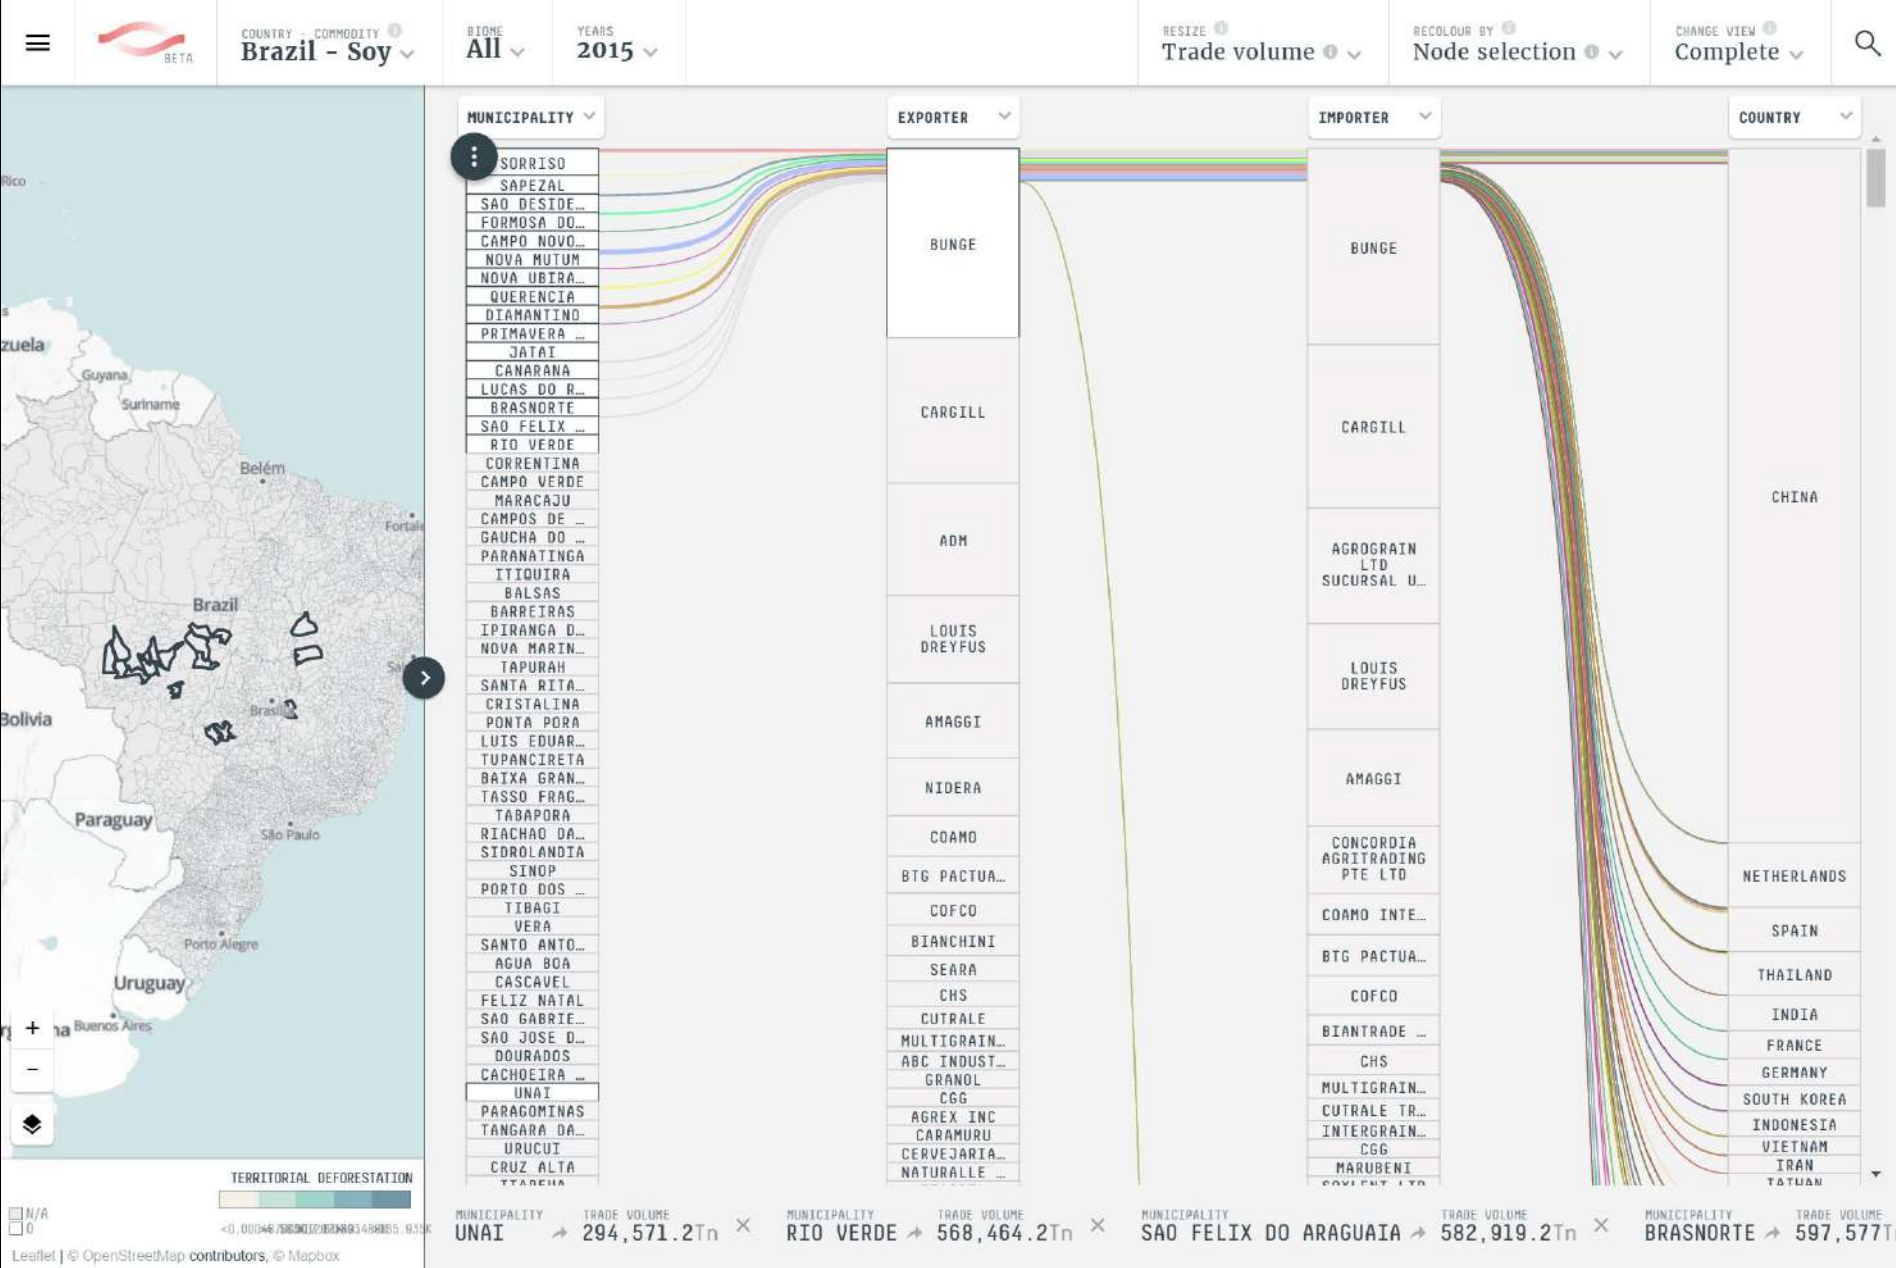 BETA
COUNTRY - COMMODITY
Brazil - Soy
BIOME
All
YEARS
2015
RESIZE
Trade volume
RECOLOUR BY
Node selection
CHANGE VIEW
Complete
MUNICIPALITY
SORRISO
SAPEZAL
SAO DESIDE…
FORMOSA DO…
CAMPO NOVO…
NOVA MUTUM
NOVA UBIRA…
QUERENCIA
DIAMANTINO
PRIMAVERA …
JATAI
CANARANA
LUCAS DO R…
BRASNORTE
SAO FELIX …
RIO VERDE
CORRENTINA
CAMPO VERDE
MARACAJU
CAMPOS DE …
GAUCHA DO …
PARANATINGA
ITIQUIRA
BALSAS
BARREIRAS
IPIRANGA D…
NOVA MARIN…
TAPURAH
SANTA RITA…
CRISTALINA
PONTA PORA
LUIS EDUAR…
TUPANCIRETA
BAIXA GRAN…
TASSO FRAG…
TABAPORA
RIACHAO DA…
SIDROLANDIA
SINOP
PORTO DOS …
TIBAGI
VERA
SANTO ANTO…
AGUA BOA
CASCAVEL
FELIZ NATAL
SAO GABRIE…
SAO JOSE D…
DOURADOS
CACHOEIRA …
UNAI
PARAGOMINAS
TANGARA DA…
URUCUI
CRUZ ALTA
EXPORTER
BUNGE
CARGILL
ADM
LOUIS
DREYFUS
AMAGGI
NIDERA
COAMO
BTG PACTUA…
COFCO
BIANCHINI
SEARA
CHS
CUTRALE
MULTIGRAIN…
ABC INDUST…
GRANOL
CGG
AGREX INC
CARAMURU
CERVEJARIA…
NATURALLE …
IMPORTER
BUNGE
CARGILL
AGROGRAIN
LTD
SUCURSAL U…
LOUIS
DREYFUS
AMAGGI
CONCORDIA
AGRITRADING
PTE LTD
COAMO INTE…
BTG PACTUA…
COFCO
BIANTRADE …
CHS
MULTIGRAIN…
CUTRALE TR…
INTERGRAIN…
CGG
MARUBENI
COUNTRY
CHINA
NETHERLANDS
SPAIN
THAILAND
INDIA
FRANCE
GERMANY
SOUTH KOREA
INDONESIA
VIETNAM
IRAN
TAIWAN
Rico
zuela
Guyana
Suriname
Belém
Fortale
Brazil
Sal
Brasíl
Bolivia
Paraguay
São Paulo
Porto Alegre
Uruguay
Buenos Aires
na
+
−
TERRITORIAL DEFORESTATION
N/A
0
Leaflet | © OpenStreetMap contributors, © Mapbox
MUNICIPALITY
UNAI
TRADE VOLUME
294,571.2Tn
MUNICIPALITY
RIO VERDE
TRADE VOLUME
568,464.2Tn
MUNICIPALITY
SAO FELIX DO ARAGUAIA
TRADE VOLUME
582,919.2Tn
MUNICIPALITY
BRASNORTE
TRADE VOLUME
597,577T